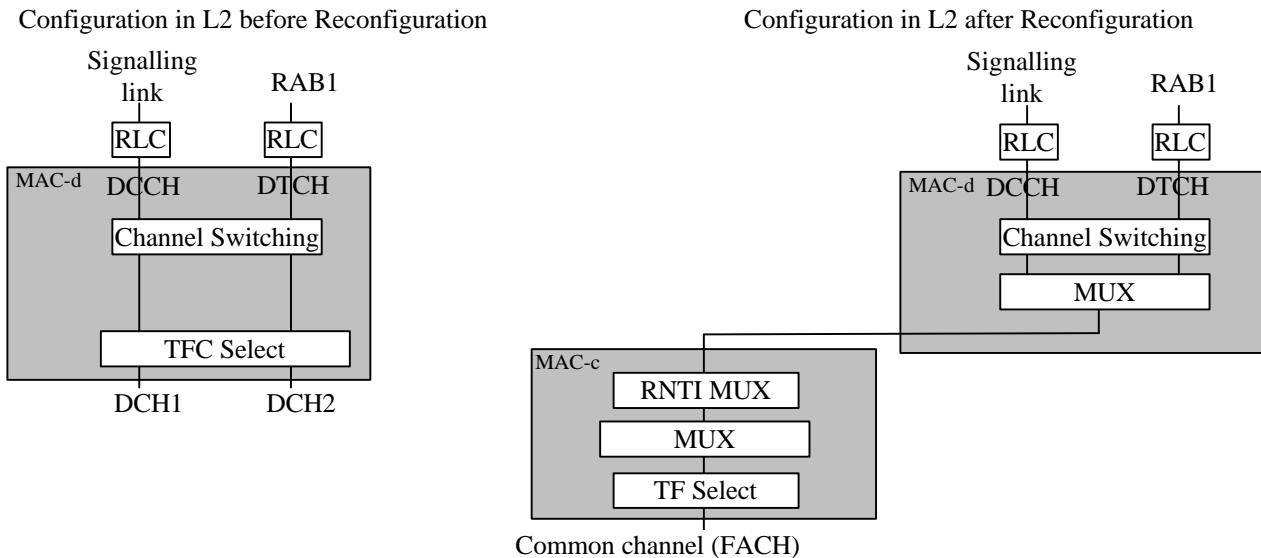 Configuration in L2 before Reconfiguration
Signalling
link
RAB1
RLC
RLC
MAC-d
DCCH
DTCH
Channel Switching
TFC Select
DCH1
DCH2
Configuration in L2 after Reconfiguration
Signalling
link
RAB1
RLC
RLC
MAC-d
DCCH
DTCH
Channel Switching
MUX
MAC-c
RNTI MUX
MUX
TF Select
Common channel (FACH)